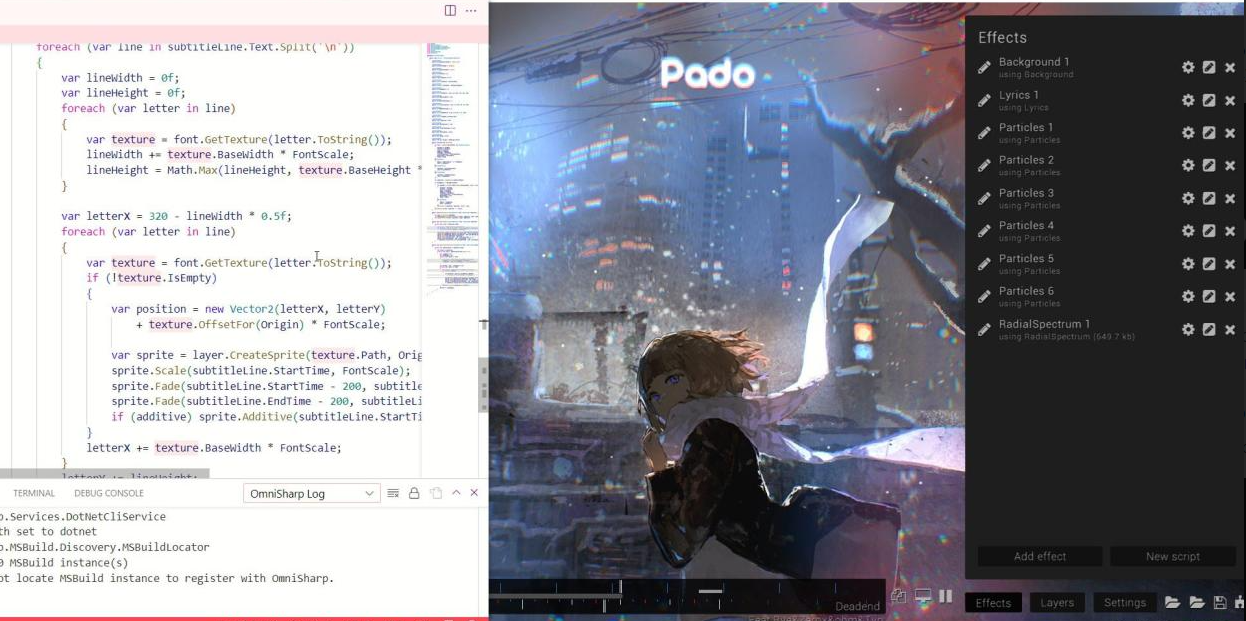 foreach (var line in subtitleLine.Text.Split('\n'))
{
var lineWidth = 0f;
var lineHeight = 0f;
foreach (var letter in line)
{
var texture = font.GetTexture(letter.ToString());
lineWidth += texture.BaseWidth * FontScale;
lineHeight = Math.Max(lineHeight, texture.BaseHeight *
}
var letterX = 320 - lineWidth * 0.5f;
foreach (var letter in line)
{
var texture = font.GetTexture(letter.ToString());
if (!texture.IsEmpty)
{
var position = new Vector2(letterX, letterY)
+ texture.OffsetFor(Origin) * FontScale;
var sprite = layer.CreateSprite(texture.Path, Orig
sprite.Scale(subtitleLine.StartTime, FontScale);
sprite.Fade(subtitleLine.StartTime - 200, subtitle
sprite.Fade(subtitleLine.EndTime - 200, subtitleLi
if (additive) sprite.Additive(subtitleLine.StartTi
}
letterX += texture.BaseWidth * FontScale;
}
letterY += lineHeight;
TERMINAL DEBUG CONSOLE OmniSharp Log
p.Services.DotNetCliService
th set to dotnet
p.MSBuild.Discovery.MSBuildLocator
0 MSBuild instance(s)
ot locate MSBuild instance to register with OmniSharp.
Pado
Deadend
Effects
Background 1
using Background
Lyrics 1
using Lyrics
Particles 1
using Particles
Particles 2
using Particles
Particles 3
using Particles
Particles 4
using Particles
Particles 5
using Particles
Particles 6
using Particles
RadialSpectrum 1
using RadialSpectrum (649.7 kb)
Add effect New script
Effects Layers Settings